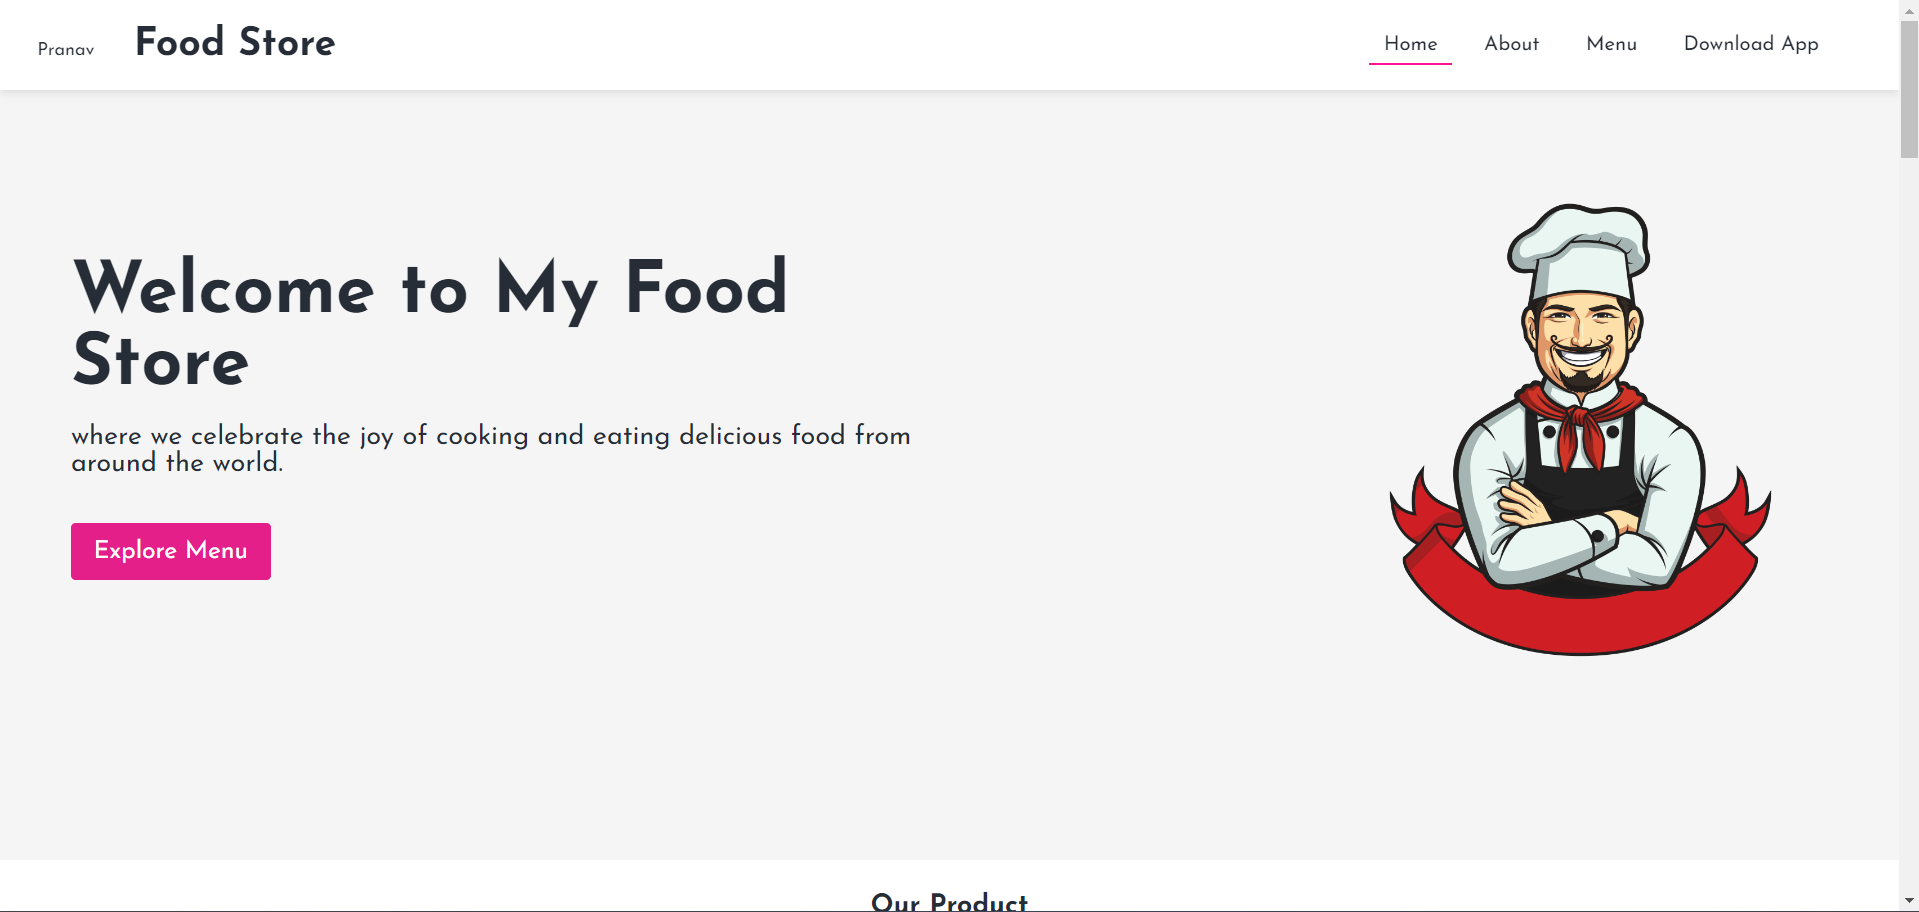 Pranav
Food Store
Home
About
Menu
Download App
Welcome to My Food
Store
where we celebrate the joy of cooking and eating delicious food from
around the world.
Explore Menu
Our Product